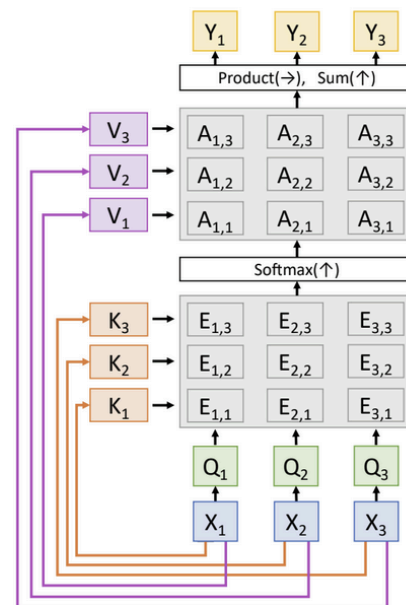 Y₁ Y₂ Y₃
Product(→), Sum(↑)
V₃ A₁,₃ A₂,₃ A₃,₃
V₂ A₁,₂ A₂,₂ A₃,₂
V₁ A₁,₁ A₂,₁ A₃,₁
Softmax(↑)
K₃ E₁,₃ E₂,₃ E₃,₃
K₂ E₁,₂ E₂,₂ E₃,₂
K₁ E₁,₁ E₂,₁ E₃,₁
Q₁ Q₂ Q₃
X₁ X₂ X₃